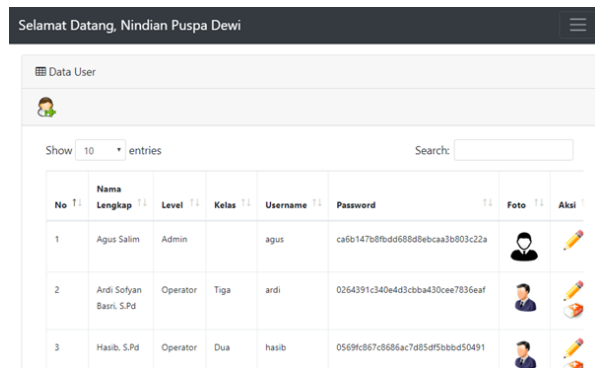 Selamat Datang, Nindian Puspa Dewi
Data User
Show 10 entries Search:
No Nama Lengkap Level Kelas Username Password Foto Aksi
1 Agus Salim Admin agus ca6b147b8fbdd688d8ebcaa3b803c22a
2 Ardi Sofyan Basri, S.Pd Operator Tiga ardi 0264391c340e4d3cbba430cee7836eaf
3 Hasib, S.Pd Operator Dua hasib 0569fc867c8686ac7d85df5bbbd50491